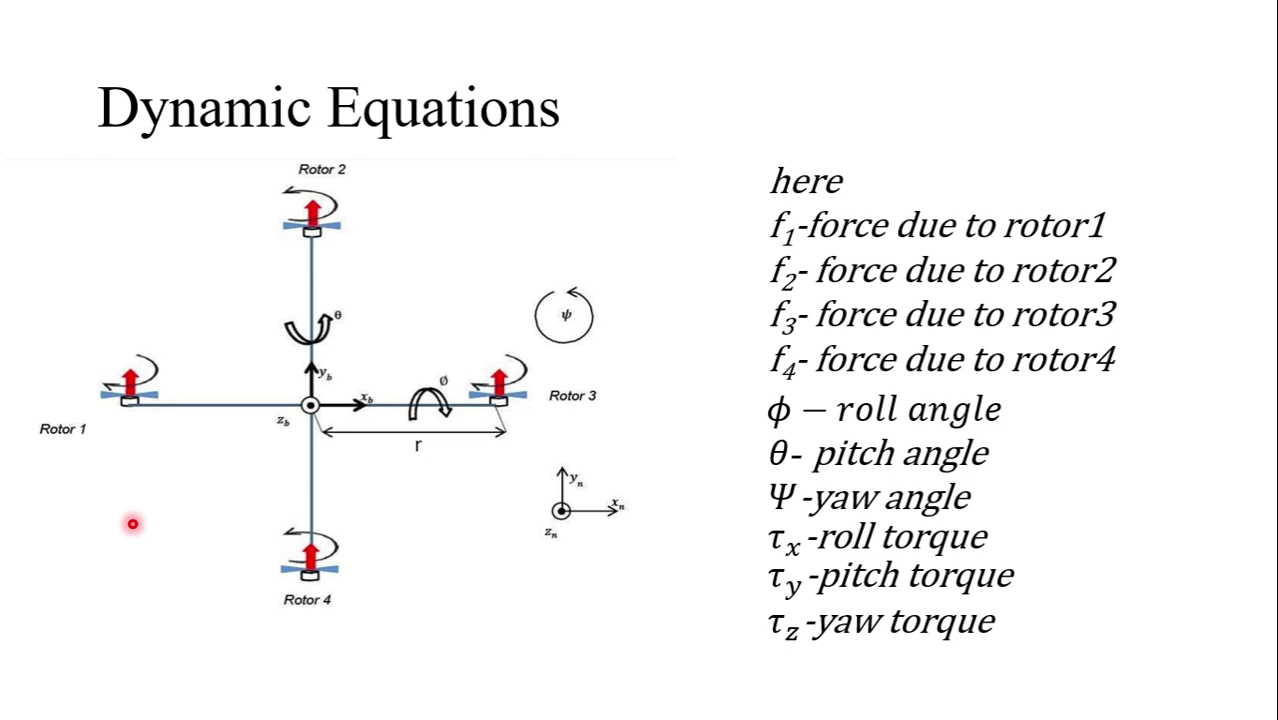 Dynamic Equations
Rotor 2
θ
ψ
y_b
x_b
z_b
Ø
Rotor 3
Rotor 1
r
y_n
x_n
z_n
Rotor 4
here
f₁-force due to rotor1
f₂- force due to rotor2
f₃- force due to rotor3
f₄- force due to rotor4
ϕ – roll angle
θ- pitch angle
Ψ -yaw angle
τₓ -roll torque
τ_y -pitch torque
τ_z -yaw torque